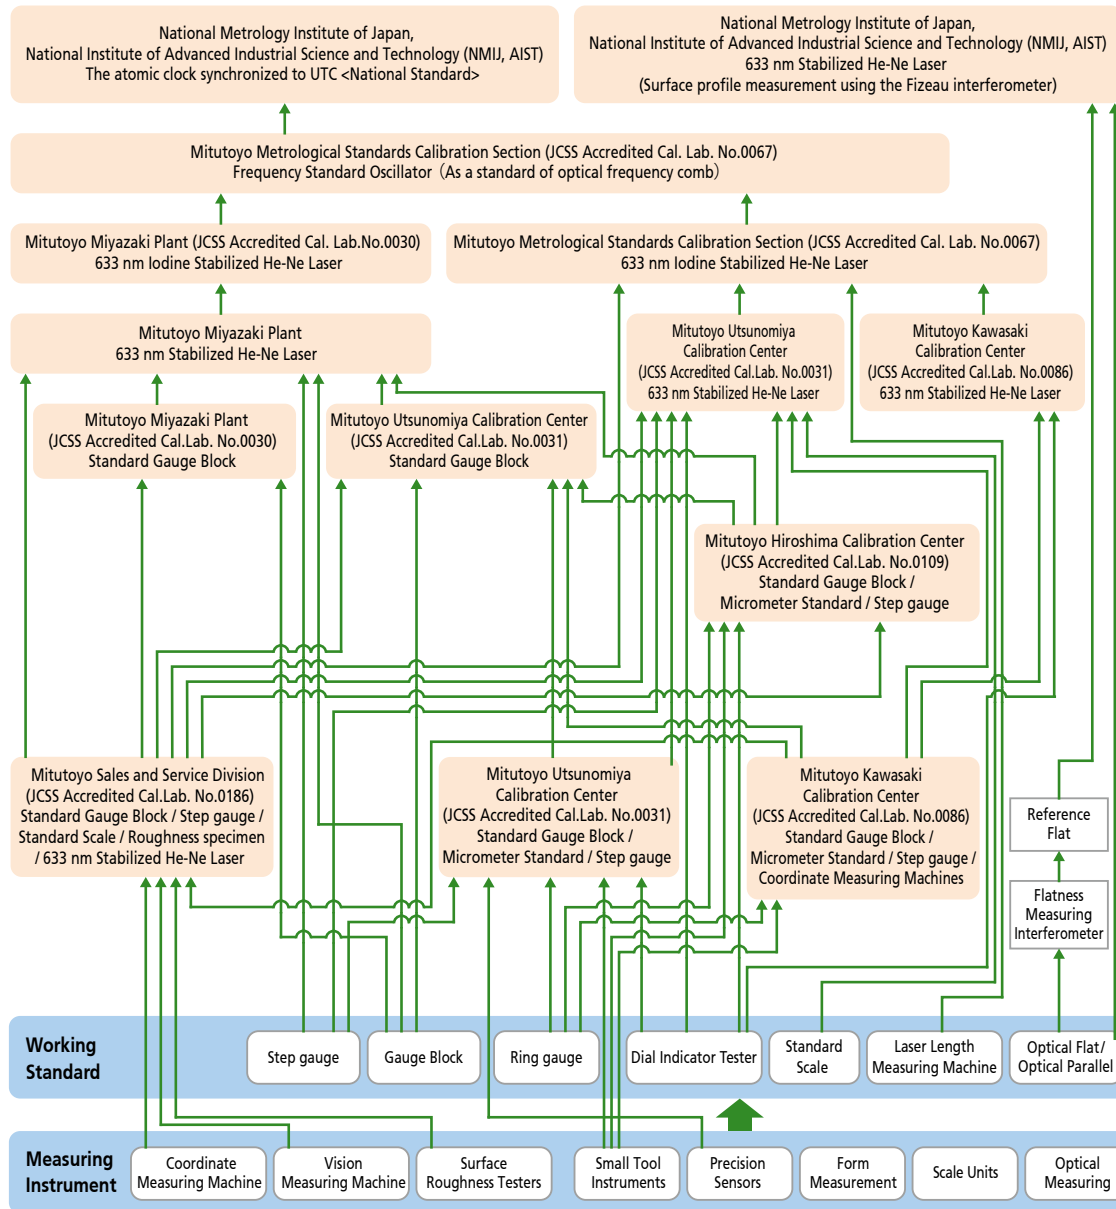 National Metrology Institute of Japan,
National Institute of Advanced Industrial Science and Technology (NMIJ, AIST)
The atomic clock synchronized to UTC <National Standard>
National Metrology Institute of Japan,
National Institute of Advanced Industrial Science and Technology (NMIJ, AIST)
633 nm Stabilized He-Ne Laser
(Surface profile measurement using the Fizeau interferometer)
Mitutoyo Metrological Standards Calibration Section (JCSS Accredited Cal. Lab. No.0067)
Frequency Standard Oscillator (As a standard of optical frequency comb)
Mitutoyo Miyazaki Plant (JCSS Accredited Cal. Lab.No.0030)
633 nm Iodine Stabilized He-Ne Laser
Mitutoyo Metrological Standards Calibration Section (JCSS Accredited Cal. Lab. No.0067)
633 nm Iodine Stabilized He-Ne Laser
Mitutoyo Miyazaki Plant
633 nm Stabilized He-Ne Laser
Mitutoyo Utsunomiya
Calibration Center
(JCSS Accredited Cal.Lab. No.0031)
633 nm Stabilized He-Ne Laser
Mitutoyo Kawasaki
Calibration Center
(JCSS Accredited Cal.Lab. No.0086)
633 nm Stabilized He-Ne Laser
Mitutoyo Miyazaki Plant
(JCSS Accredited Cal.Lab. No.0030)
Standard Gauge Block
Mitutoyo Utsunomiya Calibration Center
(JCSS Accredited Cal.Lab. No.0031)
Standard Gauge Block
Mitutoyo Hiroshima Calibration Center
(JCSS Accredited Cal.Lab. No.0109)
Standard Gauge Block /
Micrometer Standard / Step gauge
Mitutoyo Sales and Service Division
(JCSS Accredited Cal.Lab. No.0186)
Standard Gauge Block / Step gauge /
Standard Scale / Roughness specimen
/ 633 nm Stabilized He-Ne Laser
Mitutoyo Utsunomiya
Calibration Center
(JCSS Accredited Cal.Lab. No.0031)
Standard Gauge Block /
Micrometer Standard / Step gauge
Mitutoyo Kawasaki
Calibration Center
(JCSS Accredited Cal.Lab. No.0086)
Standard Gauge Block /
Micrometer Standard / Step gauge /
Coordinate Measuring Machines
Reference
Flat
Flatness
Measuring
Interferometer
Working
Standard
Step gauge
Gauge Block
Ring gauge
Dial Indicator Tester
Standard
Scale
Laser Length
Measuring Machine
Optical Flat/
Optical Parallel
Measuring
Instrument
Coordinate
Measuring Machine
Vision
Measuring Machine
Surface
Roughness Testers
Small Tool
Instruments
Precision
Sensors
Form
Measurement
Scale Units
Optical
Measuring